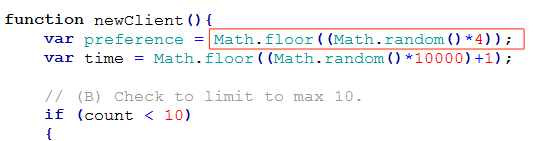 function newClient(){
var preference = Math.floor((Math.random()*4));
var time = Math.floor((Math.random()*10000)+1);
// (B) Check to limit to max 10.
if (count < 10)
{